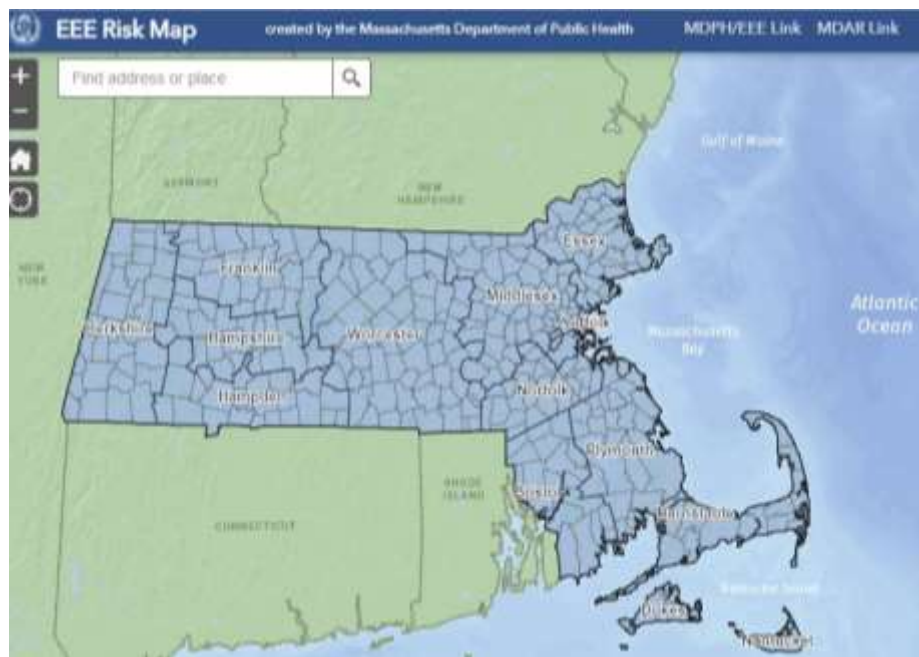 EEE Risk Map
created by the Massachusetts Department of Public Health
MDPH/EEE Link
MDAR Link
Find address or place
Gulf of Maine
VERMONT
NEW
HAMPSHIRE
Essex
NEW
YORK
Franklin
Middlesex
Atlantic
Ocean
Berkshire
Hampshire
Worcester
Suffolk
Massachusetts
Bay
Hampden
Norfolk
Plymouth
RHODE
ISLAND
Bristol
CONNECTICUT
Barnstable
Nantucket Sound
Dukes
Nantucket